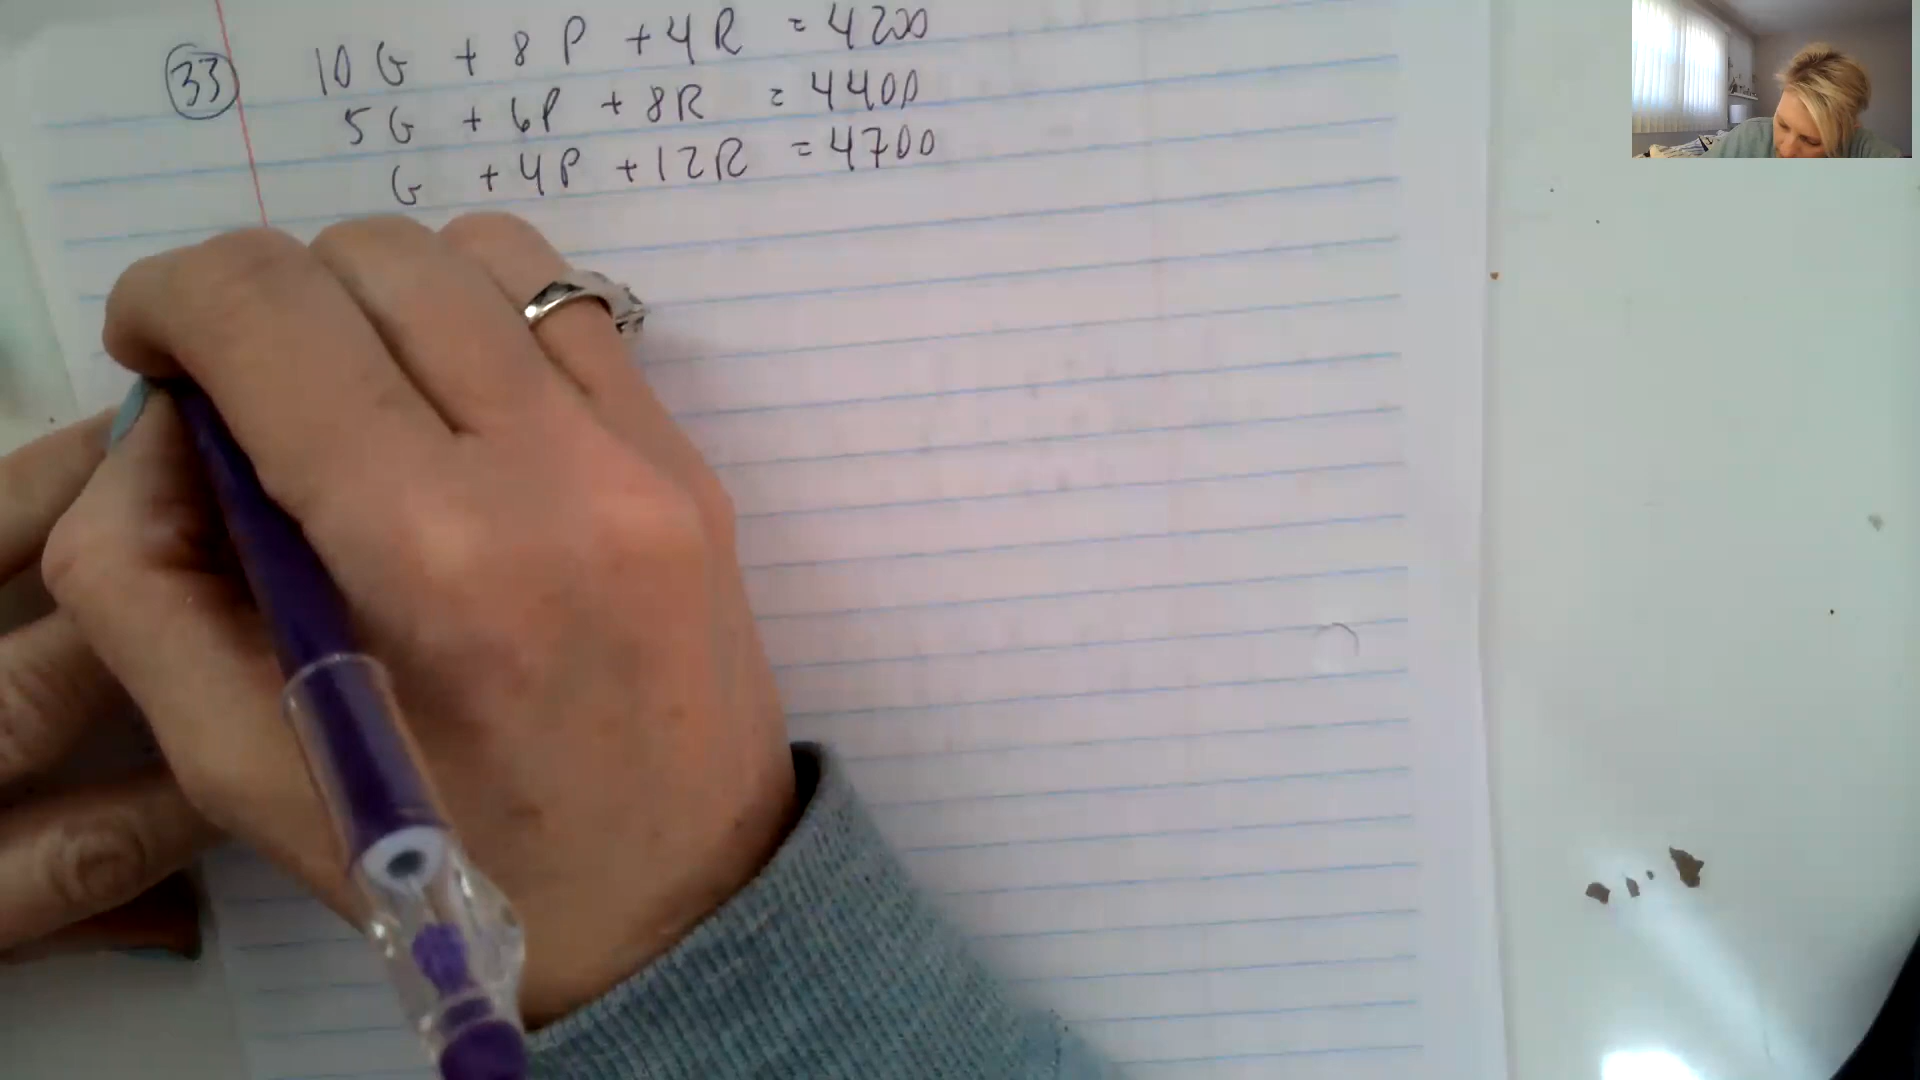 33 10G + 8P + 4R = 4200
5G + 6P + 8R = 4400
G + 4P + 12R = 4700